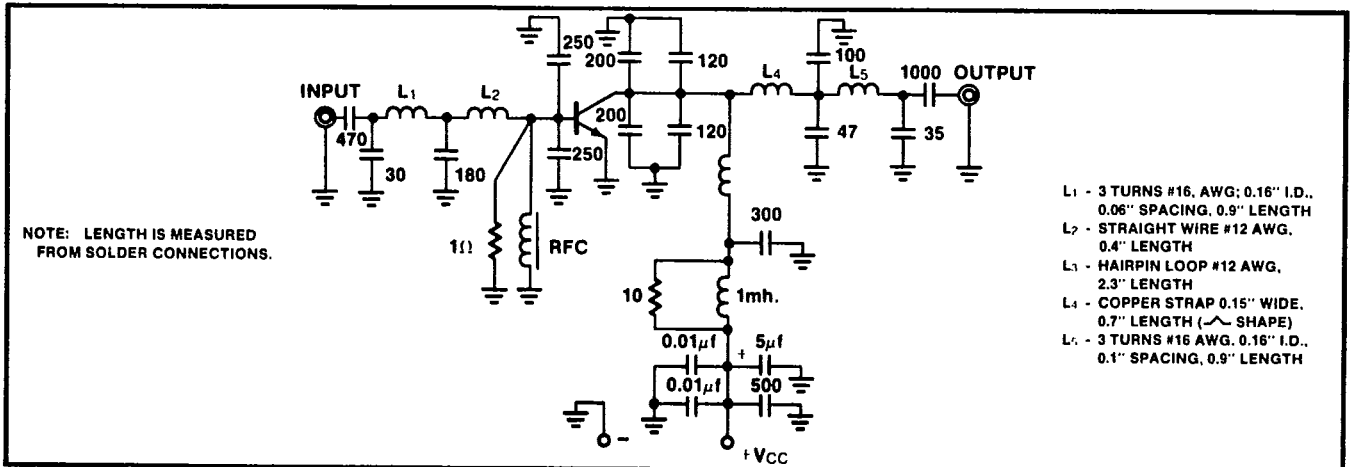 250
200
120
100
L4
L5
1000
OUTPUT
INPUT
L1
L2
470
30
180
250
200
120
47
35
1Ω
RFC
300
10
1mh.
0.01µf
+
5µf
0.01µf
500
-
+VCC
NOTE: LENGTH IS MEASURED
FROM SOLDER CONNECTIONS.
L1 - 3 TURNS #16, AWG; 0.16" I.D.,
0.06" SPACING, 0.9" LENGTH
L2 - STRAIGHT WIRE #12 AWG,
0.4" LENGTH
L3 - HAIRPIN LOOP #12 AWG,
2.3" LENGTH
L4 - COPPER STRAP 0.15" WIDE,
0.7" LENGTH ( SHAPE)
L5 - 3 TURNS #16 AWG. 0.16" I.D.,
0.1" SPACING, 0.9" LENGTH